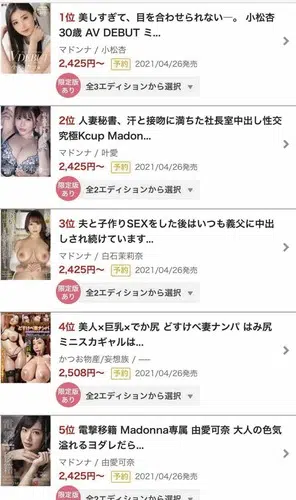 1位 美しすぎて、目を合わせられない―。 小松杏
30歳 AV DEBUT ミ...
マドンナ / 小松杏
2,425円～ 予約 2021/04/26発売
限定版
あり
全3エディションから選択 ▼
2位 人妻秘書、汗と接吻に満ちた社長室中出し性交
究極Kcup Madon...
マドンナ / 叶愛
2,425円～ 予約 2021/04/26発売
限定版
あり
全2エディションから選択 ▼
3位 夫と子作りSEXをした後はいつも義父に中出
しされ続けています...
マドンナ / 白石茉莉奈
2,425円～ 予約 2021/04/26発売
限定版
あり
全2エディションから選択 ▼
4位 美人×巨乳×でか尻 どすけべ妻ナンパ はみ尻
ミニスカギャルは...
かつお物産/妄想族 / ----
2,508円～ 予約 2021/04/26発売
限定版
あり
全2エディションから選択 ▼
5位 電撃移籍 Madonna専属 由愛可奈 大人の色気
溢れるヨダレだら...
マドンナ / 由愛可奈
2,425円～ 予約 2021/04/26発売
限定版
全2エディションから選択 ▼